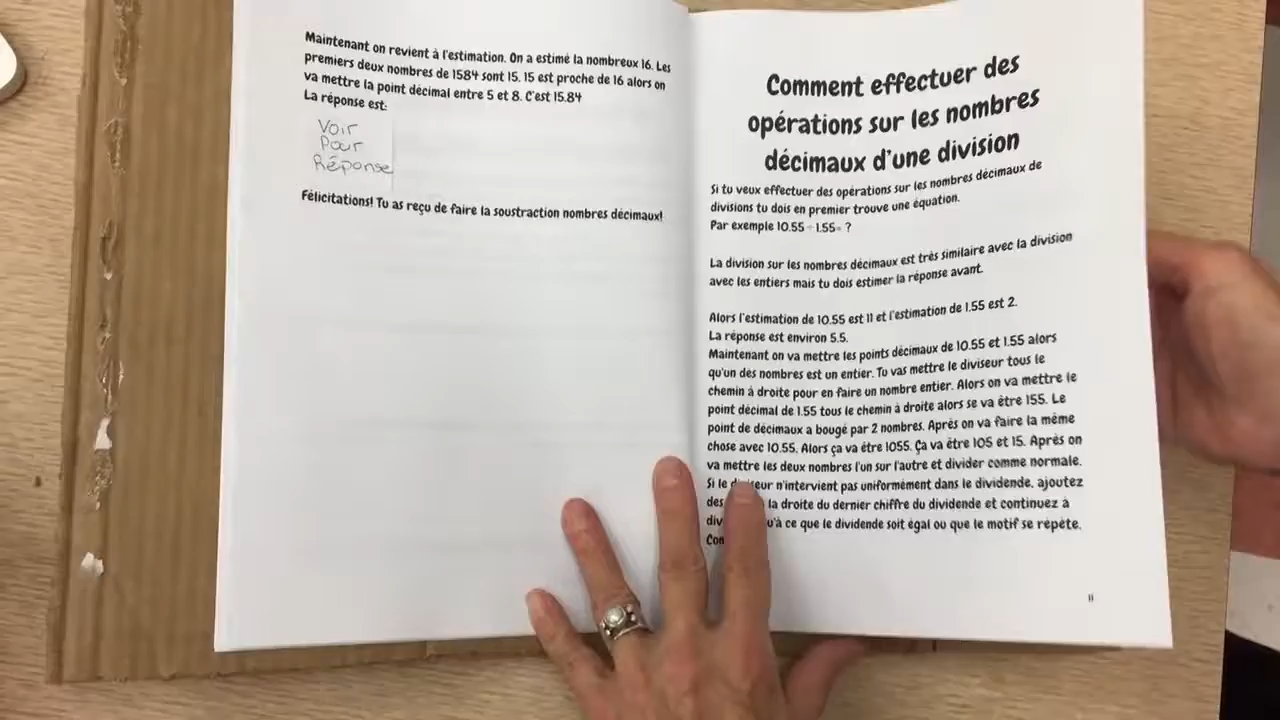 Maintenant on revient à l'estimation. On a estimé la nombreux 16. Les
premiers deux nombres de 1584 sont 15. 15 est proche de 16 alors on
va mettre la point décimal entre 5 et 8. C'est 15.84
La réponse est:
Voir
Pour
Réponse
Félicitations! Tu as reçu de faire la soustraction nombres décimaux!
Comment effectuer des
opérations sur les nombres
décimaux d'une division
Si tu veux effectuer des opérations sur les nombres décimaux de
divisions tu dois en premier trouve une équation.
Par exemple 10.55 ÷ 1.55= ?
La division sur les nombres décimaux est très similaire avec la division
avec les entiers mais tu dois estimer la réponse avant.
Alors l'estimation de 10.55 est 11 et l'estimation de 1.55 est 2.
La réponse est environ 5.5.
Maintenant on va mettre les points décimaux de 10.55 et 1.55 alors
qu'un des nombres est un entier. Tu vas mettre le diviseur tous le
chemin à droite pour en faire un nombre entier. Alors on va mettre le
point décimal de 1.55 tous le chemin à droite alors se va être 155. Le
point de décimaux a bougé par 2 nombres. Après on va faire la même
chose avec 10.55. Alors ça va être 1055. Ça va être 105 et 15. Après on
va mettre les deux nombres l'un sur l'autre et divider comme normale.
Si le diviseur n'intervient pas uniformément dans le dividende, ajoutez
des la droite du dernier chiffre du dividende et continuez à
div u'à ce que le dividende soit égal ou que le motif se répète.
Com
11